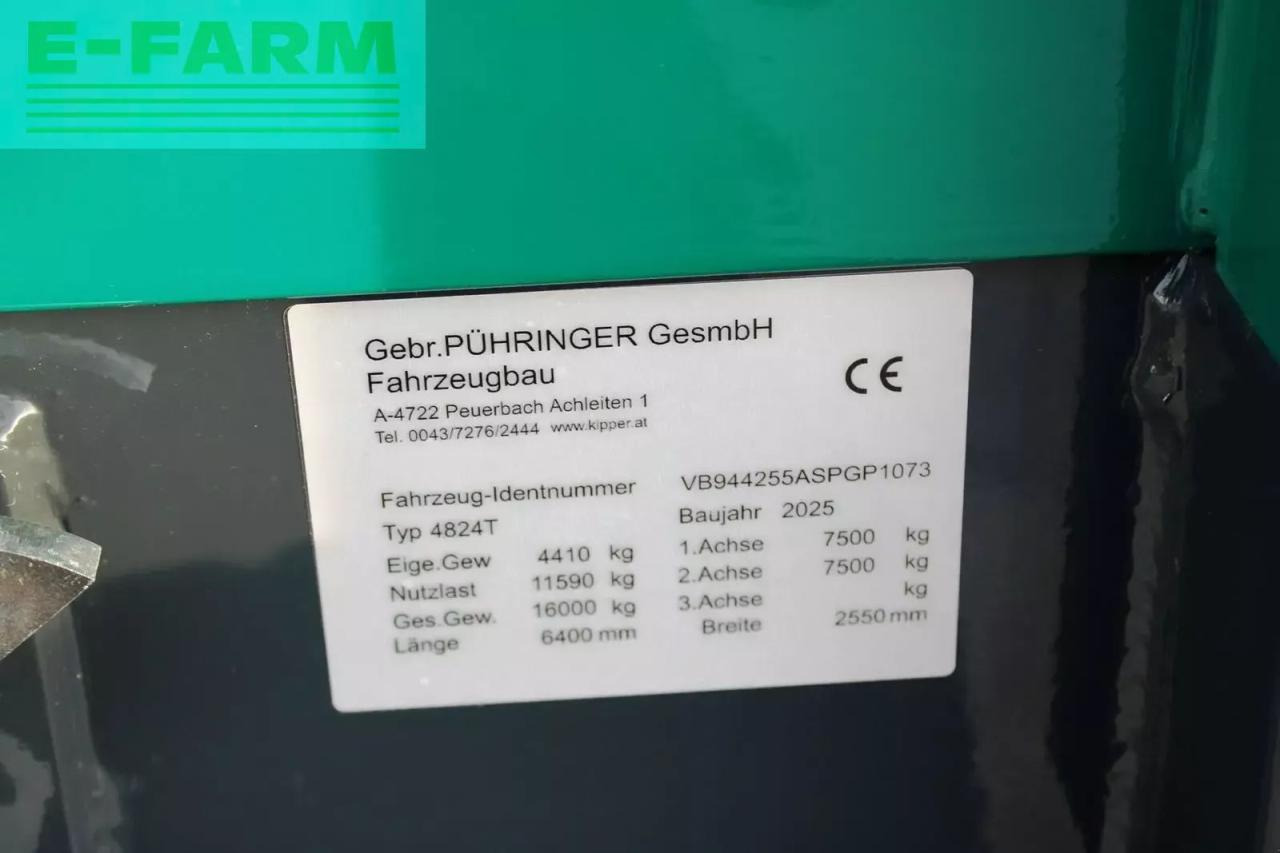 E-FARM
Gebr.PÜHRINGER GesmbH
Fahrzeugbau
CE
A-4722 Peuerbach Achleiten 1
Tel. 0043/7276/2444 www.kipper.at
Fahrzeug-Identnummer VB944255ASPGP1073
Typ 4824T Baujahr 2025
Eige.Gew 4410 kg 1.Achse 7500 kg
Nutzlast 11590 kg 2.Achse 7500 kg
Ges.Gew. 16000 kg 3.Achse kg
Länge 6400 mm Breite 2550 mm